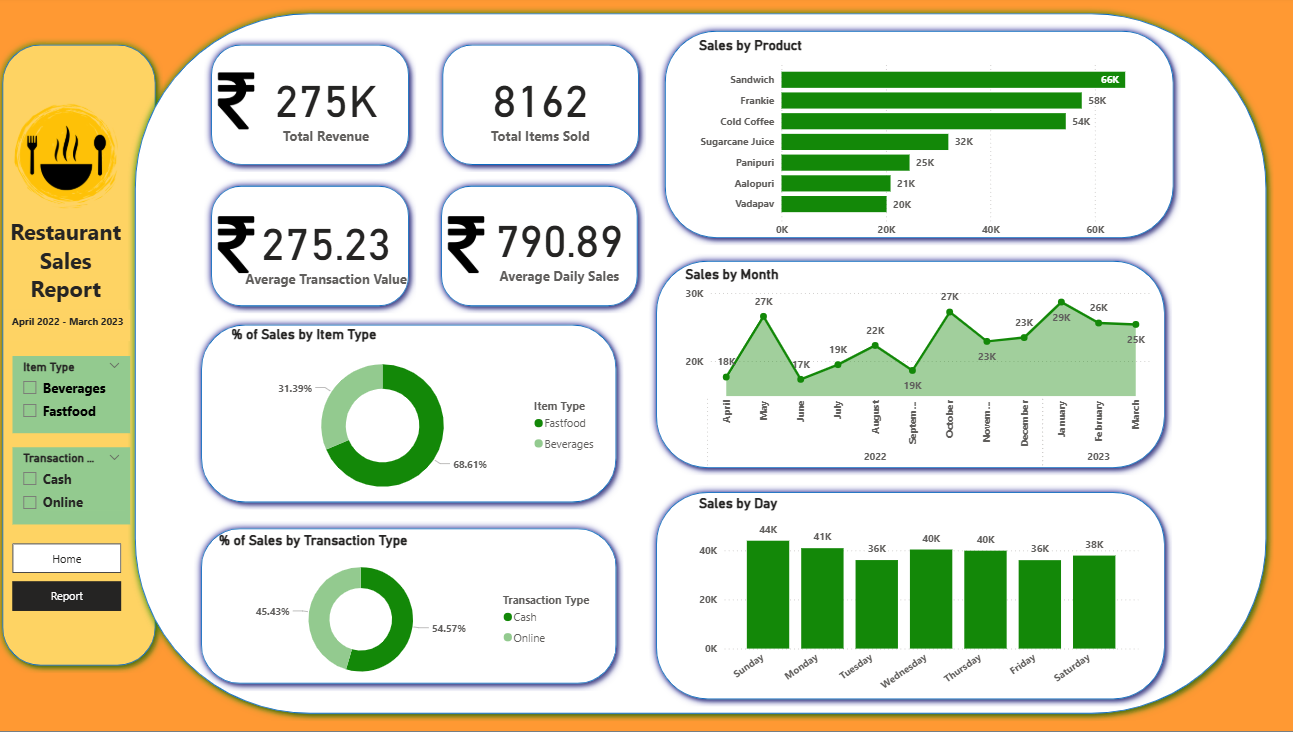 Restaurant
Sales
Report
April 2022 - March 2023
Item Type
Beverages
Fastfood
Transaction ...
Cash
Online
Home
Report
₹ 275K
Total Revenue
8162
Total Items Sold
₹ 275.23
Average Transaction Value
₹ 790.89
Average Daily Sales
% of Sales by Item Type
31.39%
68.61%
Item Type
Fastfood
Beverages
% of Sales by Transaction Type
45.43%
54.57%
Transaction Type
Cash
Online
Sales by Product
Sandwich 66K
Frankie 58K
Cold Coffee 54K
Sugarcane Juice 32K
Panipuri 25K
Aalopuri 21K
Vadapav 20K
0K 20K 40K 60K
Sales by Month
30K
20K
18K 27K 17K 19K 22K 19K 27K 23K 23K 29K 26K 25K
April May June July August Septem... October Novem... December January February March
2022 2023
Sales by Day
40K
20K
0K
44K 41K 36K 40K 40K 36K 38K
Sunday Monday Tuesday Wednesday Thursday Friday Saturday